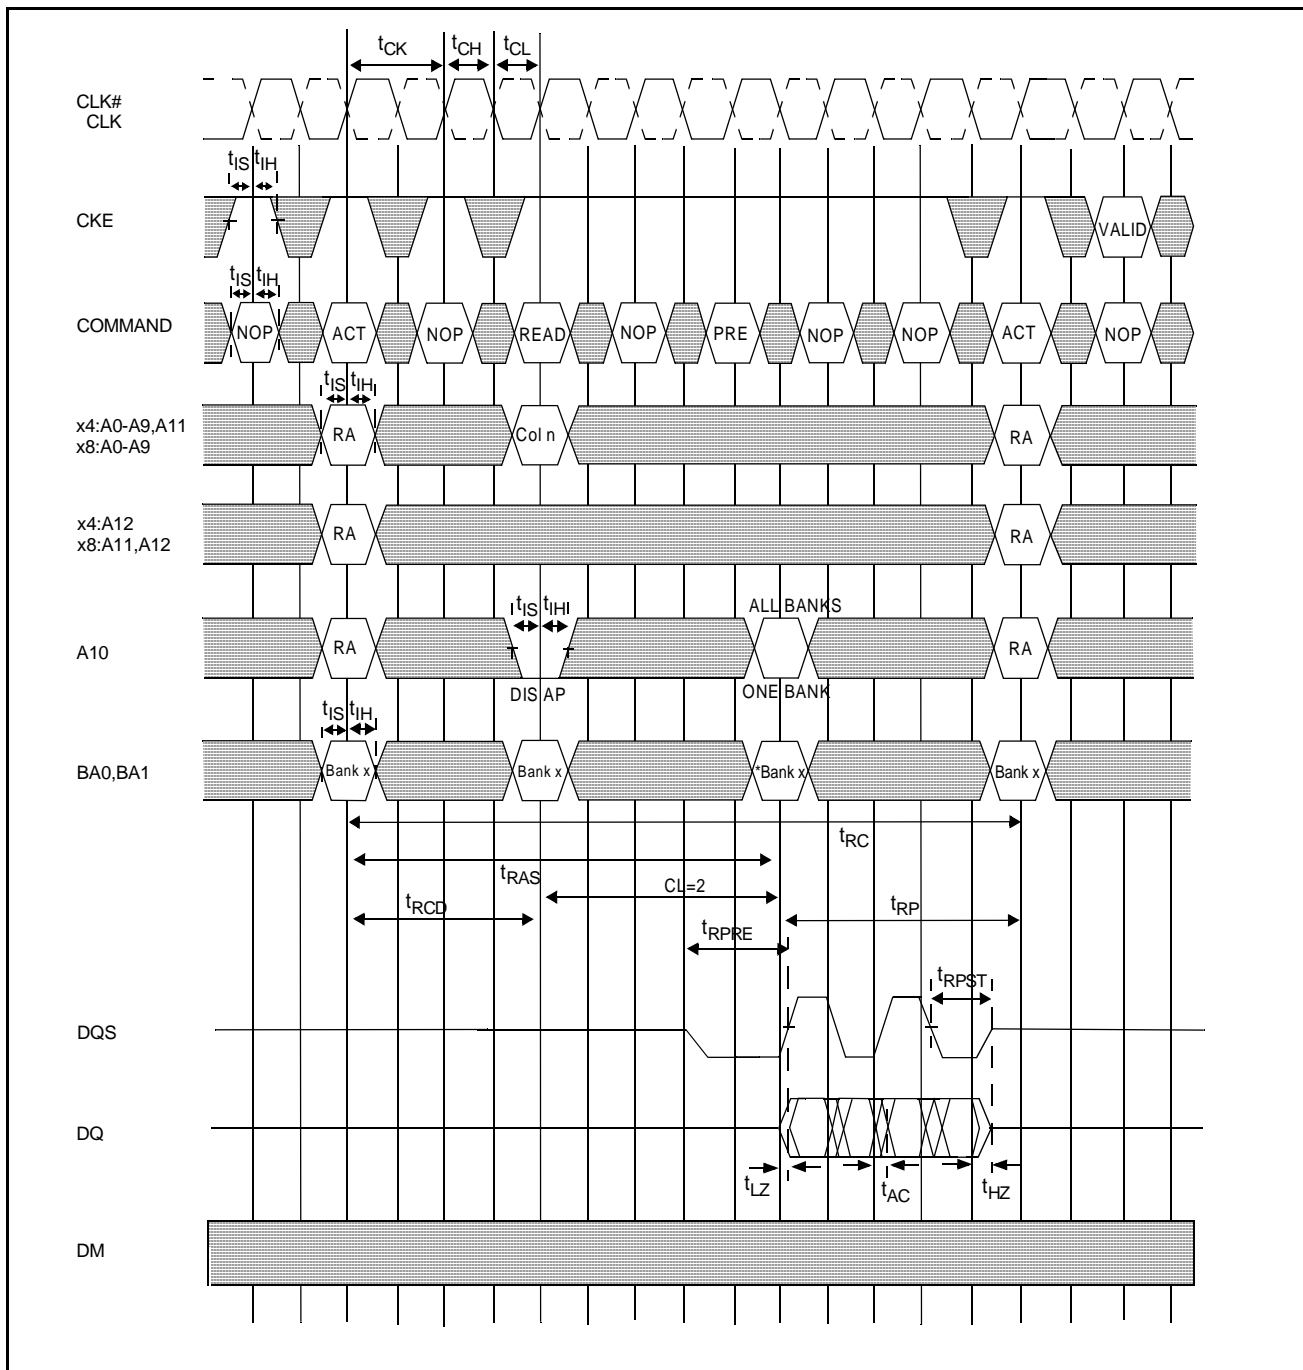 tCK tCH tCL
CLK#
CLK
tIS tIH
CKE
VALID
tIS tIH
COMMAND
NOP ACT NOP READ NOP PRE NOP NOP ACT NOP
tIS tIH
x4:A0-A9,A11
x8:A0-A9
RA Col n RA
x4:A12
x8:A11,A12
RA RA
tIS tIH ALL BANKS
A10
RA RA
DIS AP ONE BANK
tIS tIH
BA0,BA1
Bank x Bank x *Bank x Bank x
tRC
tRAS
CL=2
tRCD tRP
tRPRE
tRPST
DQS
DQ
tLZ tAC tHZ
DM